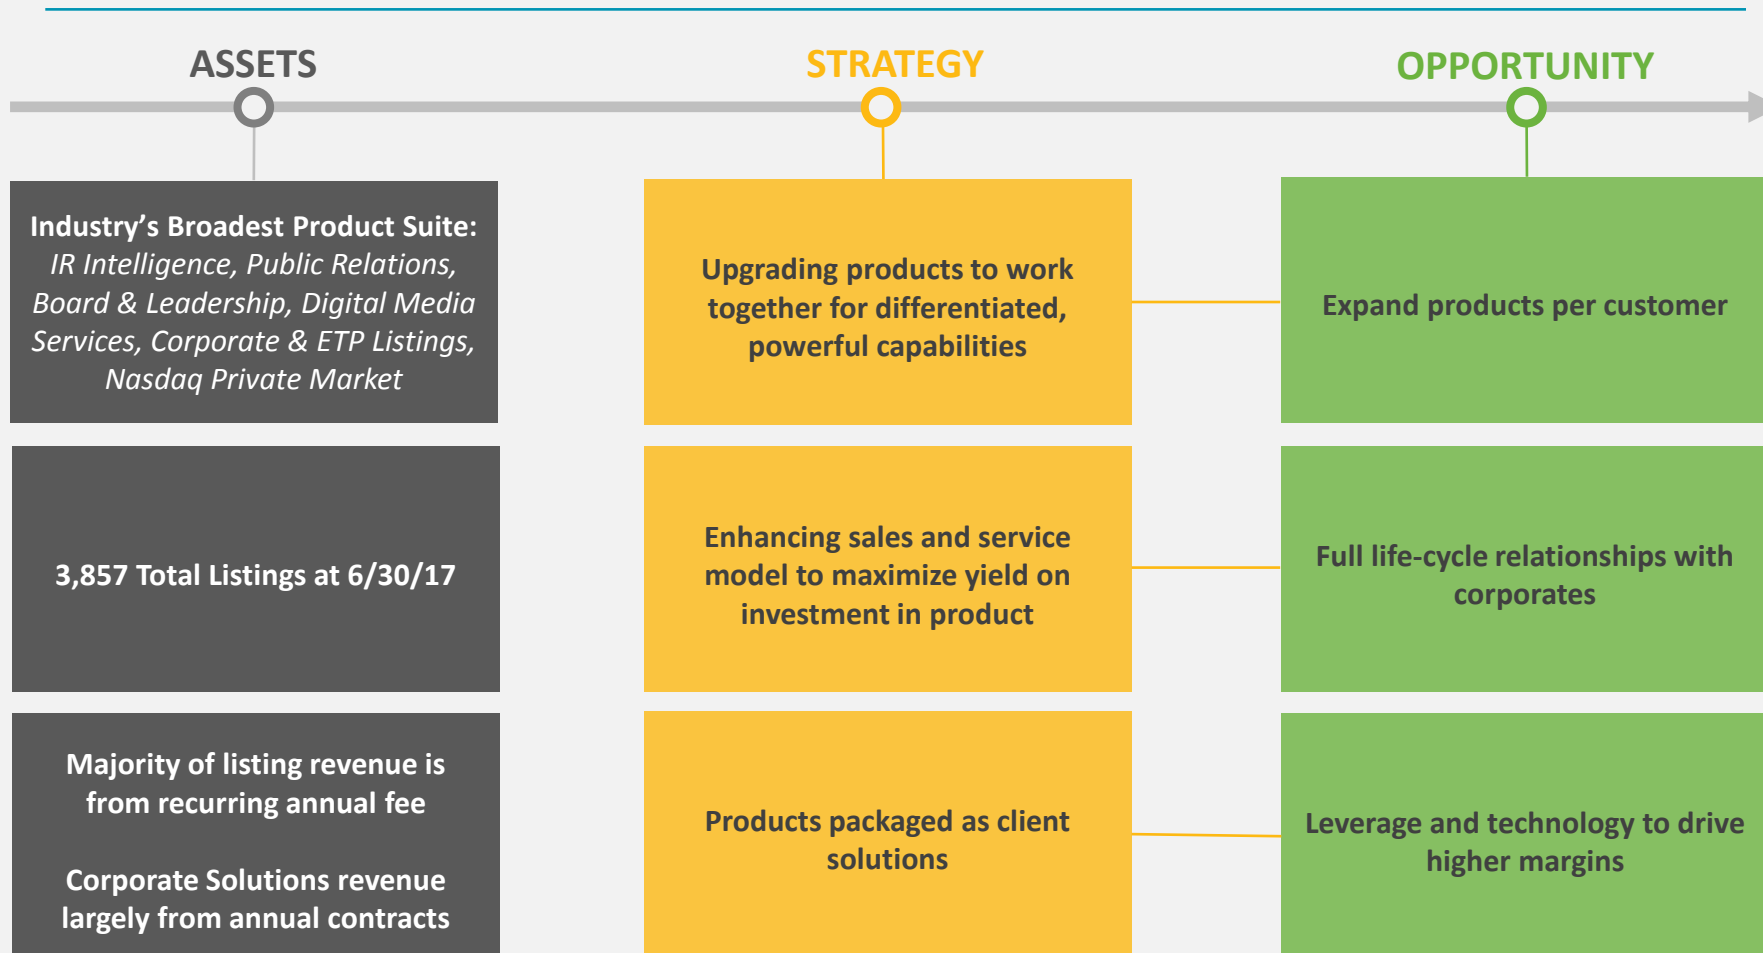 ASSETS
STRATEGY
OPPORTUNITY
Industry’s Broadest Product Suite:
IR Intelligence, Public Relations,
Board & Leadership, Digital Media
Services, Corporate & ETP Listings,
Nasdaq Private Market
Upgrading products to work
together for differentiated,
powerful capabilities
Expand products per customer
3,857 Total Listings at 6/30/17
Enhancing sales and service
model to maximize yield on
investment in product
Full life-cycle relationships with
corporates
Majority of listing revenue is
from recurring annual fee
Corporate Solutions revenue
largely from annual contracts
Products packaged as client
solutions
Leverage and technology to drive
higher margins